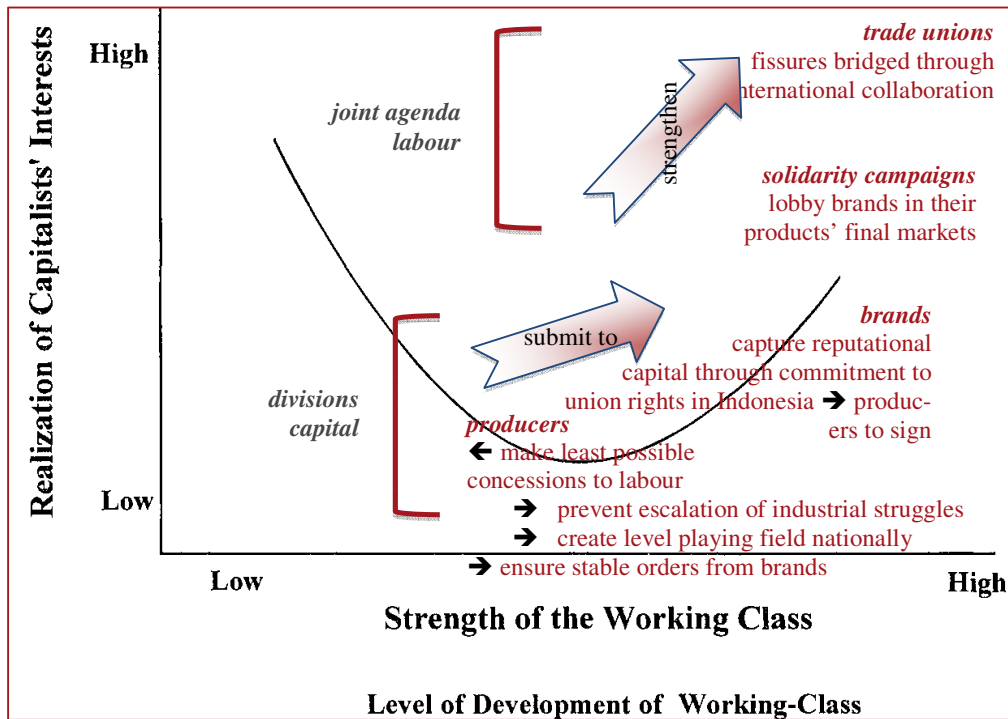 Realization of Capitalists' Interests
High
Low
joint agenda
labour
strengthen
trade unions
fissures bridged through
nternational collaboration
solidarity campaigns
lobby brands in their
products' final markets
divisions
capital
submit to
brands
capture reputational
capital through commitment to
union rights in Indonesia ➔ produc-
ers to sign
producers
🡸 make least possible
concessions to labour
➔ prevent escalation of industrial struggles
➔ create level playing field nationally
➔ ensure stable orders from brands
Low
High
Strength of the Working Class
Level of Development of Working-Class